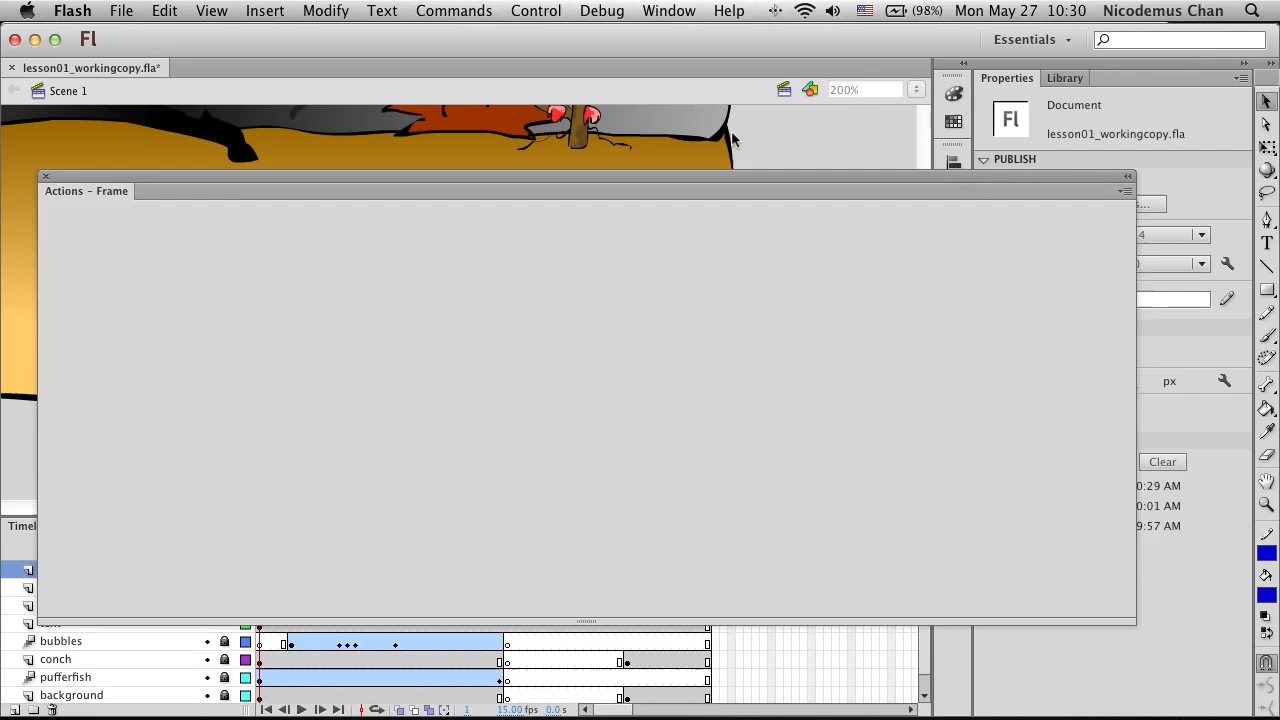 Flash File Edit View Insert Modify Text Commands Control Debug Window Help (98%) Mon May 27 10:30 Nicodemus Chan
Fl Essentials
lesson01_workingcopy.fla* Properties Library
Scene 1 200%
Fl Document
lesson01_workingcopy.fla
PUBLISH
Actions – Frame
...
4
px
Clear
0:29 AM
0:01 AM
9:57 AM
Timel
bubbles
conch
pufferfish
background
1 15.00 fps 0.0 s